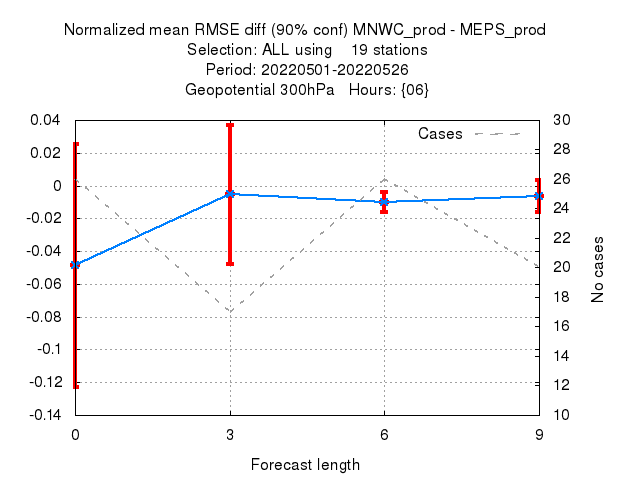 Normalized mean RMSE diff (90% conf) MNWC_prod - MEPS_prod
Selection: ALL using    19 stations
Period: 20220501-20220526
Geopotential 300hPa   Hours: {06}
Cases
0.04
0.02
0
-0.02
-0.04
-0.06
-0.08
-0.1
-0.12
-0.14
30
28
26
24
22
20
18
16
14
12
10
No cases
0 3 6 9
Forecast length